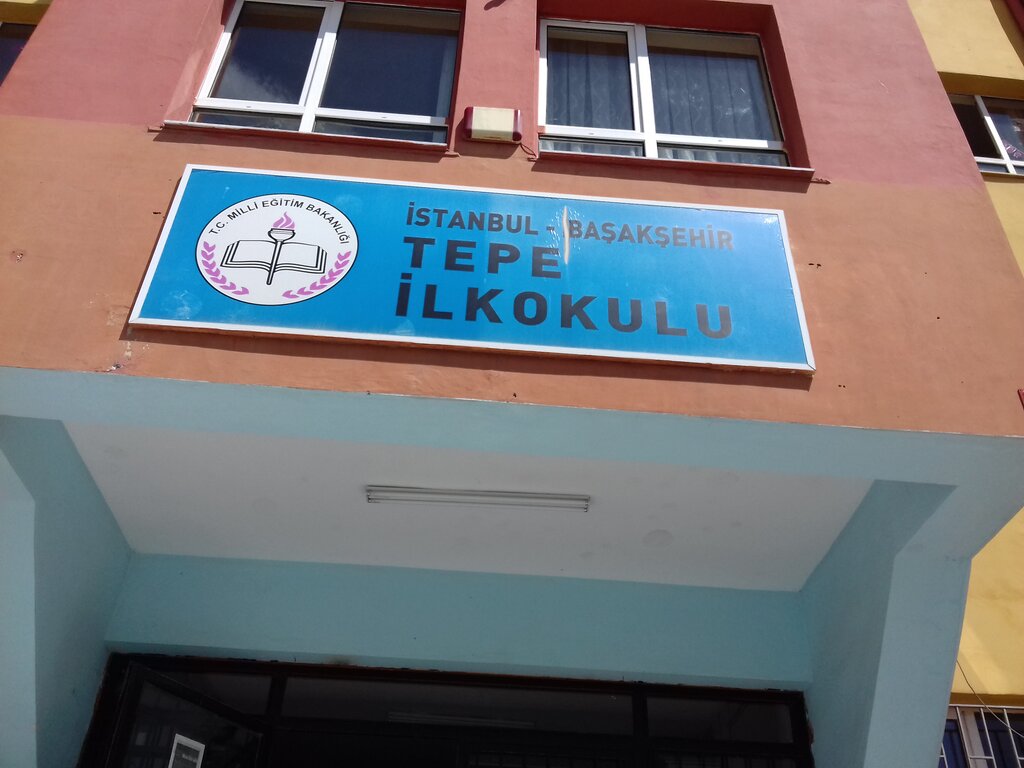 T.C. MİLLİ EĞİTİM BAKANLIĞI
İSTANBUL - BAŞAKŞEHİR
TEPE
İLKOKULU